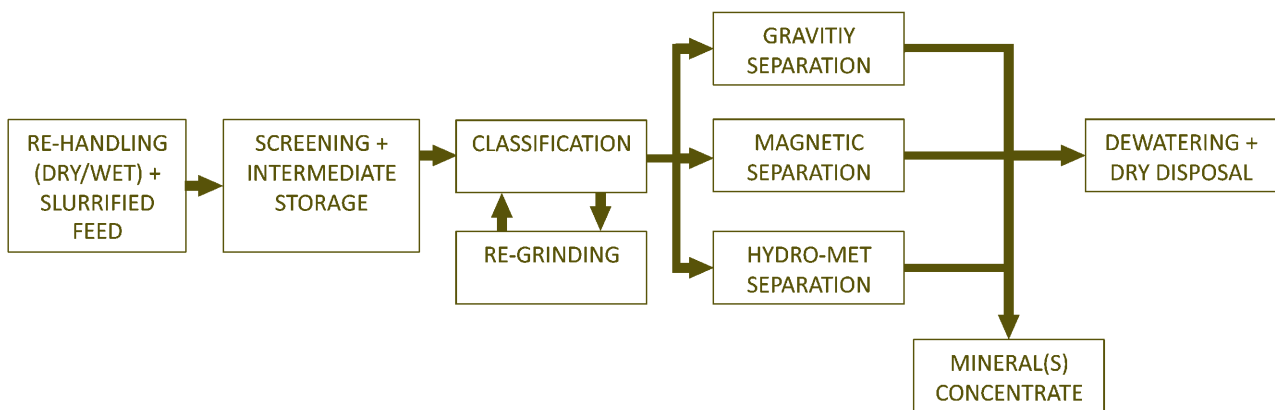 RE-HANDLING
(DRY/WET) +
SLURRIFIED
FEED
SCREENING +
INTERMEDIATE
STORAGE
CLASSIFICATION
RE-GRINDING
GRAVITIY
SEPARATION
MAGNETIC
SEPARATION
HYDRO-MET
SEPARATION
DEWATERING +
DRY DISPOSAL
MINERAL(S)
CONCENTRATE